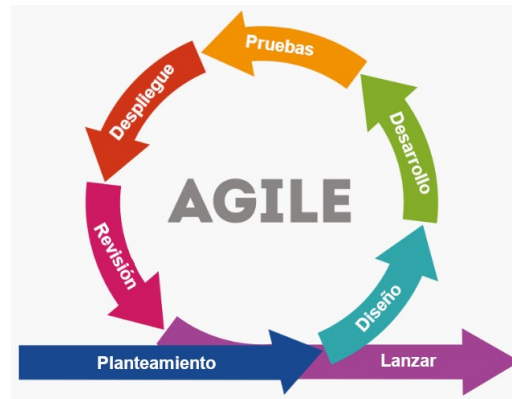 Pruebas
Despliegue
Desarrollo
AGILE
Revisión
Diseño
Planteamiento
Lanzar